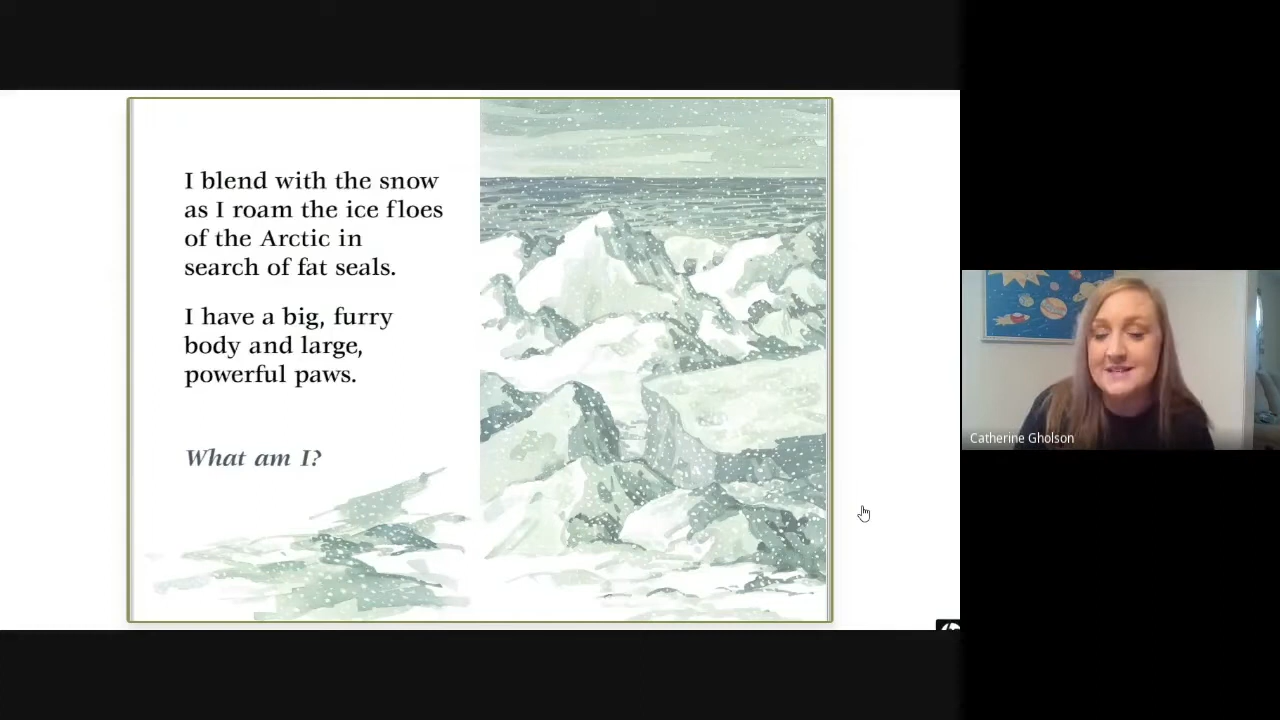 I blend with the snow
as I roam the ice floes
of the Arctic in
search of fat seals.
I have a big, furry
body and large,
powerful paws.
What am I?
Catherine Gholson